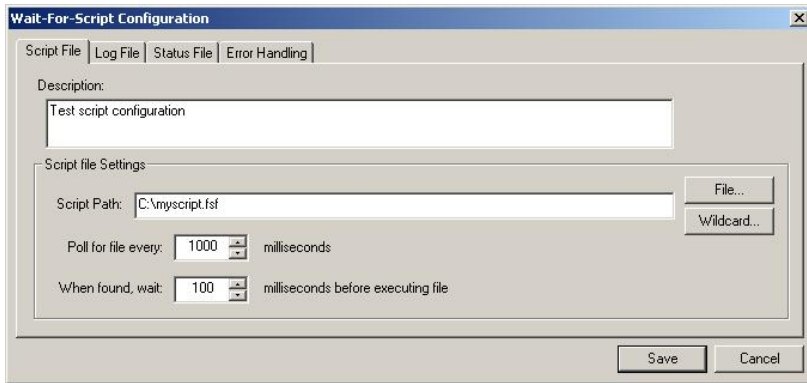 Wait-For-Script Configuration
Script File Log File Status File Error Handling
Description:
Test script configuration
Script file Settings
File...
Script Path: C:\myscript.fsf
Wildcard...
Poll for file every: 1000 milliseconds
When found, wait: 100 milliseconds before executing file
Save Cancel